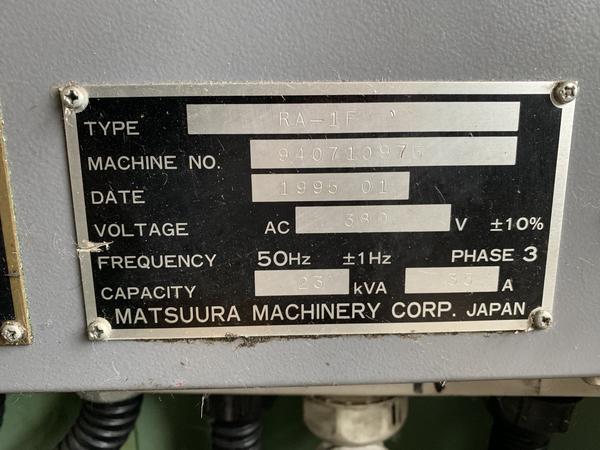 TYPE RA-1F
MACHINE NO. 940710975
DATE 1995 01
VOLTAGE AC 380 V ±10%
FREQUENCY 50Hz ±1Hz PHASE 3
CAPACITY 23 kVA A
MATSUURA MACHINERY CORP. JAPAN